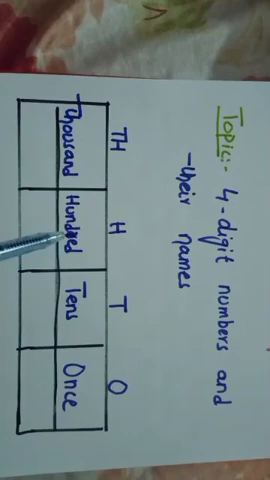 Topic:- 4-digit numbers and
their names
TH H T O
Thousand Hundred Tens Once